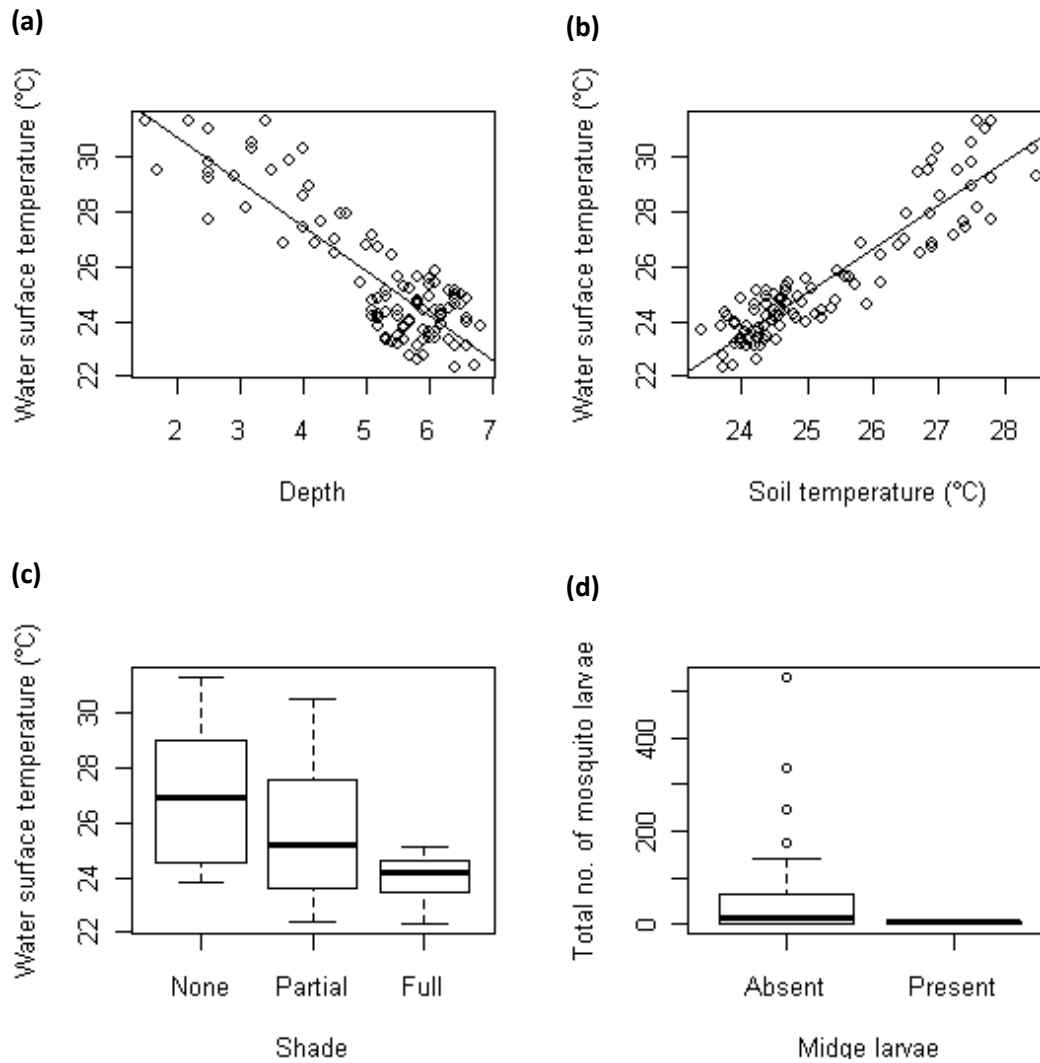 (a)
Water surface temperature (°C)
30
28
26
24
22
2 3 4 5 6 7
Depth
(b)
Water surface temperature (°C)
30
28
26
24
22
24 25 26 27 28
Soil temperature (°C)
(c)
Water surface temperature (°C)
30
28
26
24
22
None Partial Full
Shade
(d)
Total no. of mosquito larvae
400
200
0
Absent Present
Midge larvae